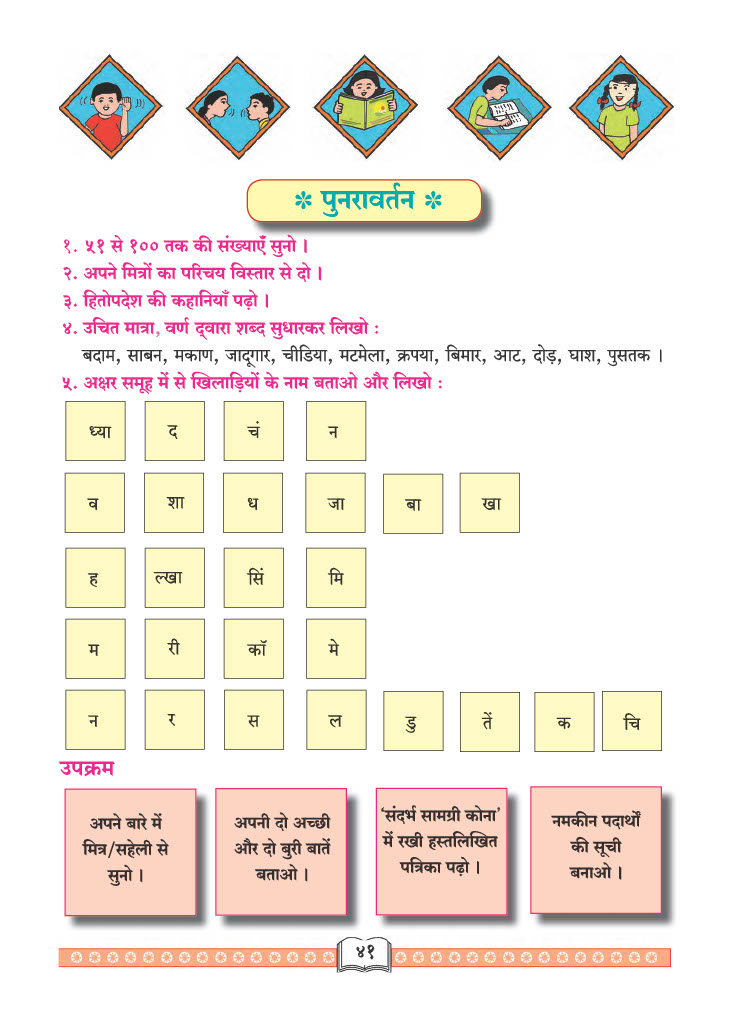 पुनरावर्तन
१. ५१ से १०० तक की संख्याएँ सुनो ।
२. अपने मित्रों का परिचय विस्तार से दो ।
३. हितोपदेश की कहानियाँ पढ़ो ।
४. उचित मात्रा, वर्ण द्वारा शब्द सुधारकर लिखो :
बदाम, साबन, मकाण, जादूगार, चीडिया, मटमेला, क्रपया, बिमार, आट, दोड़, घाश, पुसतक ।
५. अक्षर समूह में से खिलाड़ियों के नाम बताओ और लिखो :
ध्या द चं न
व शा ध जा बा खा
ह ल्खा सिं मि
म री कॉ मे
न र स ल डु तें क चि
उपक्रम
अपने बारे में
मित्र/सहेली से
सुनो ।
अपनी दो अच्छी
और दो बुरी बातें
बताओ ।
‘संदर्भ सामग्री कोना’
में रखी हस्तलिखित
पत्रिका पढ़ो ।
नमकीन पदार्थों
की सूची
बनाओ ।
४१